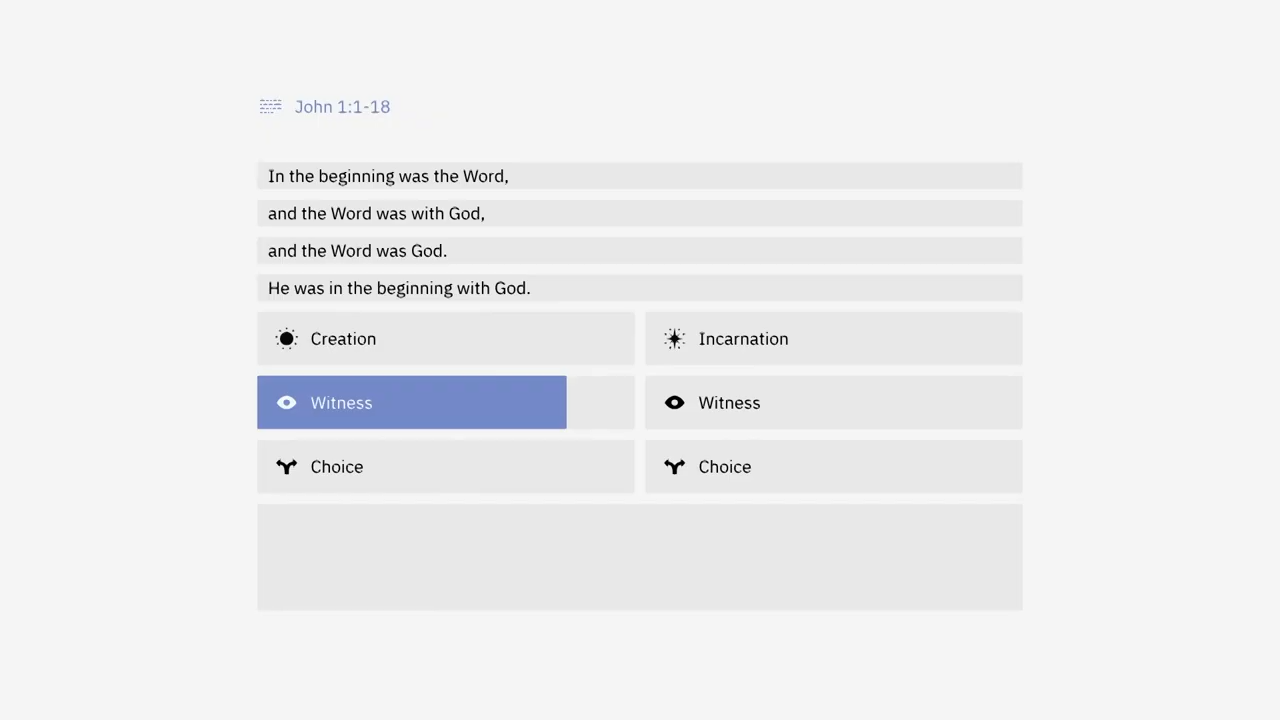 John 1:1-18
In the beginning was the Word,
and the Word was with God,
and the Word was God.
He was in the beginning with God.
Creation
Incarnation
Witness
Witness
Choice
Choice